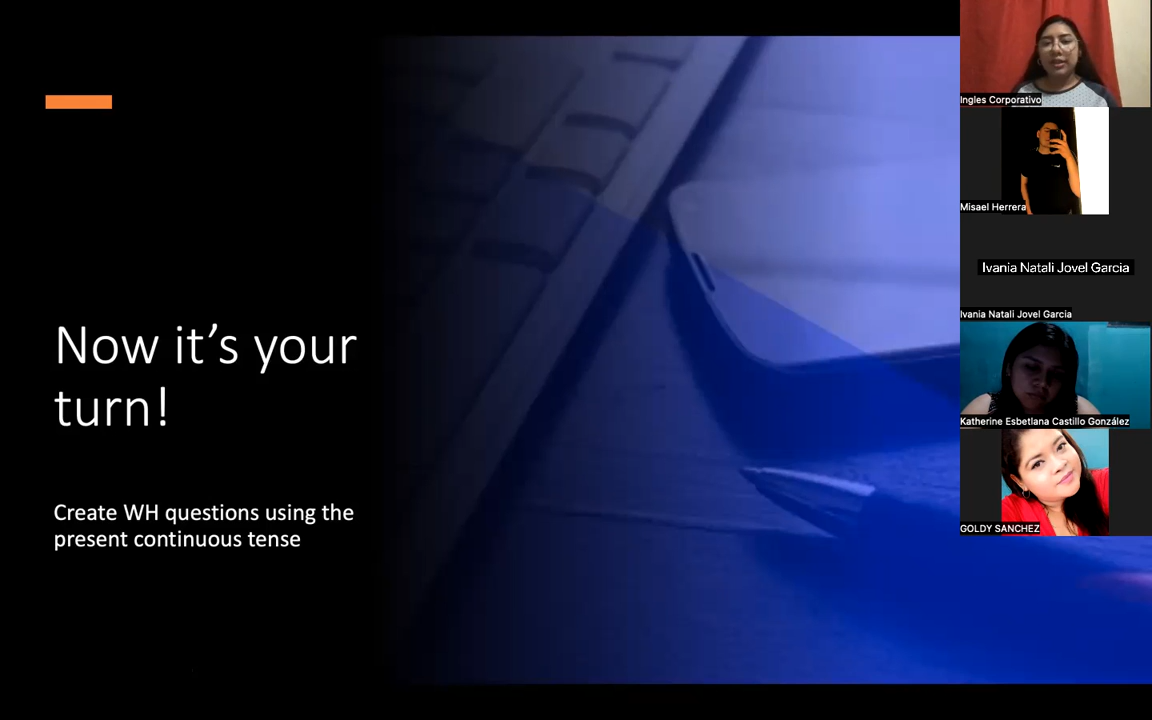 Now it's your
turn!
Create WH questions using the
present continuous tense
Ingles Corporativo
Misael Herrera
Ivania Natali Jovel Garcia
Ivania Natali Jovel Garcia
Katherine Esbetlana Castillo González
GOLDY SANCHEZ